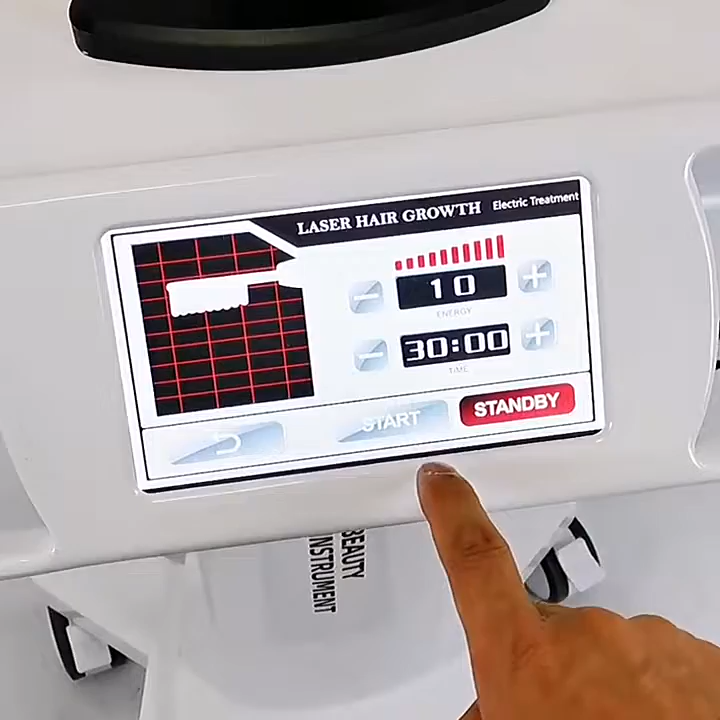 LASER HAIR GROWTH Electric Treatment
10
ENERGY
30:00
TIME
START STANDBY
BEAUTY
INSTRUMENT